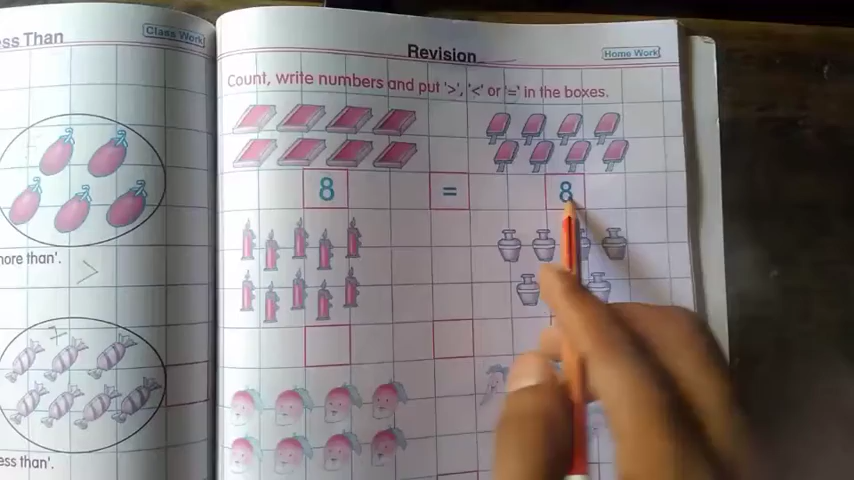 ess Than
Class Work
Revision
Home Work
Count, write numbers and put '>', '<' or '=' in the boxes.
8 = 8
more than'.
>
7
ess than'.